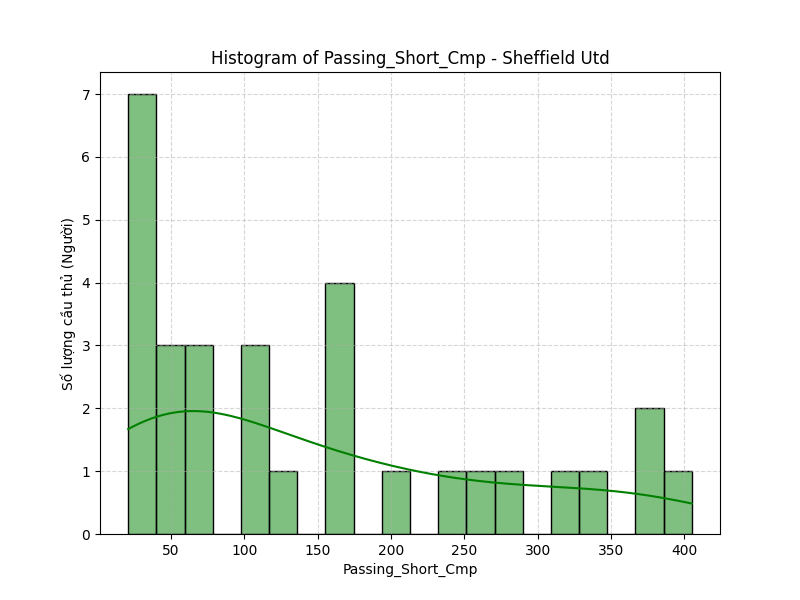 Histogram of Passing_Short_Cmp - Sheffield Utd
Số lượng cầu thủ (Người)
7
6
5
4
3
2
1
0
50 100 150 200 250 300 350 400
Passing_Short_Cmp